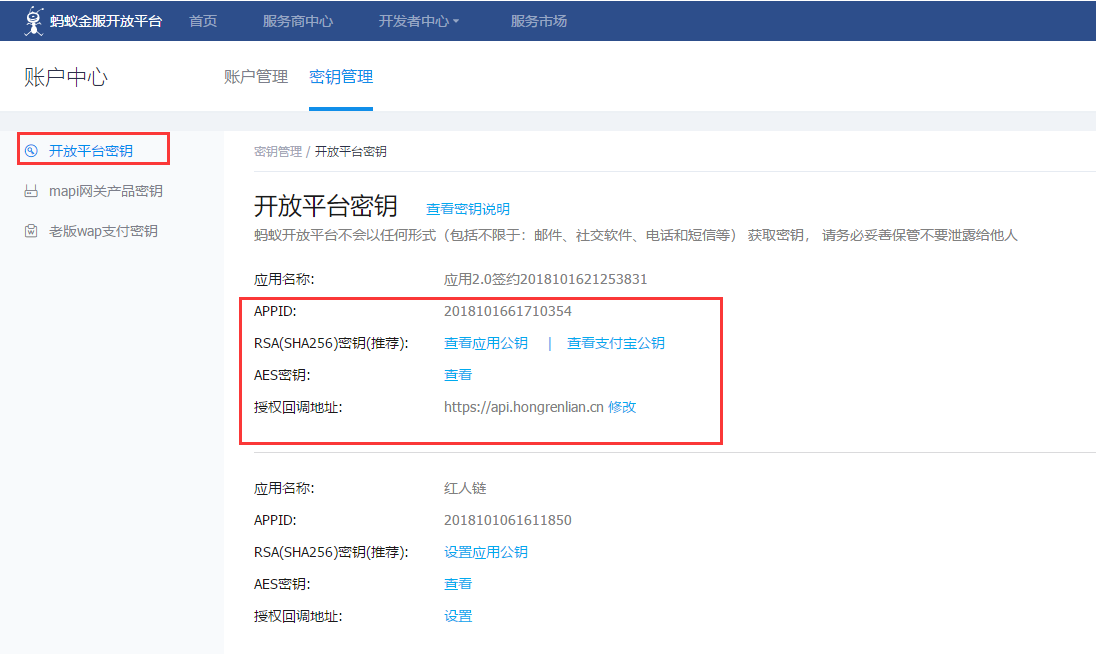 蚂蚁金服开放平台 首页 服务商中心 开发者中心 服务市场
账户中心 账户管理 密钥管理
开放平台密钥
mapi网关产品密钥
老版wap支付密钥
密钥管理 / 开放平台密钥
开放平台密钥 查看密钥说明
蚂蚁开放平台不会以任何形式（包括不限于：邮件、社交软件、电话和短信等） 获取密钥， 请务必妥善保管不要泄露给他人
应用名称: 应用2.0签约2018101621253831
APPID: 2018101661710354
RSA(SHA256)密钥(推荐): 查看应用公钥 | 查看支付宝公钥
AES密钥: 查看
授权回调地址: https://api.hongrenlian.cn 修改
应用名称: 红人链
APPID: 2018101061611850
RSA(SHA256)密钥(推荐): 设置应用公钥
AES密钥: 查看
授权回调地址: 设置